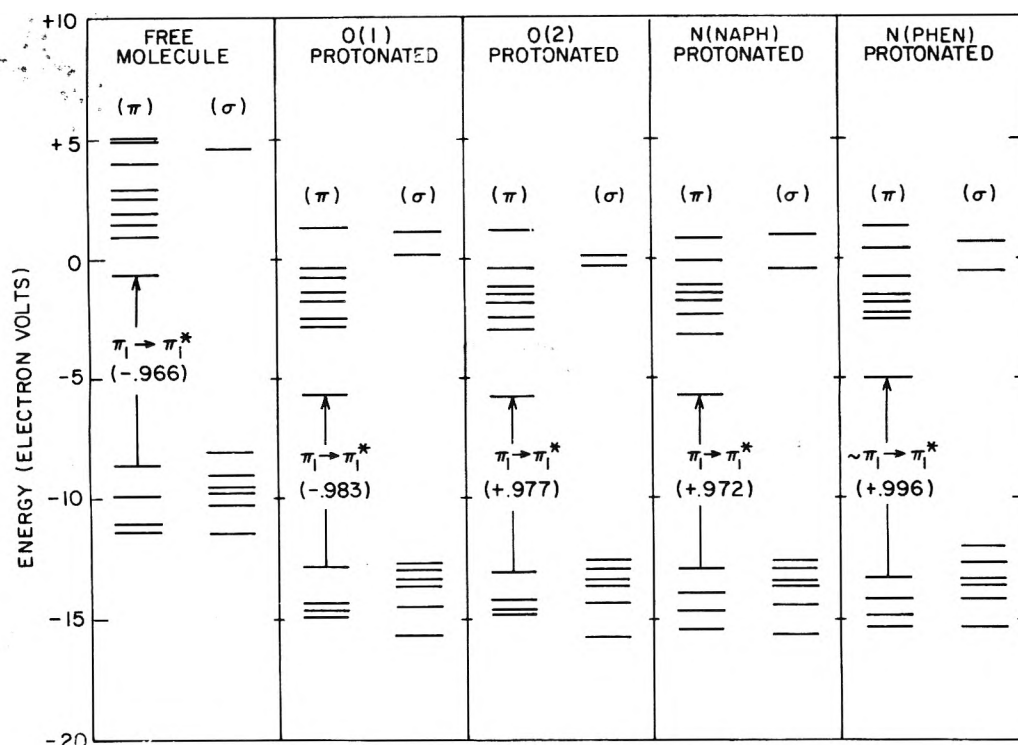 +10
+5
0
-5
-10
-15
-20
ENERGY (ELECTRON VOLTS)
FREE
MOLECULE
(π) (σ)
π₁ → π₁*
(-.966)
O(1)
PROTONATED
(π) (σ)
π₁ → π₁*
(-.983)
O(2)
PROTONATED
(π) (σ)
π₁ → π₁*
(+.977)
N(NAPH)
PROTONATED
(π) (σ)
π₁ → π₁*
(+.972)
N(PHEN)
PROTONATED
(π) (σ)
~π₁ → π₁*
(+.996)